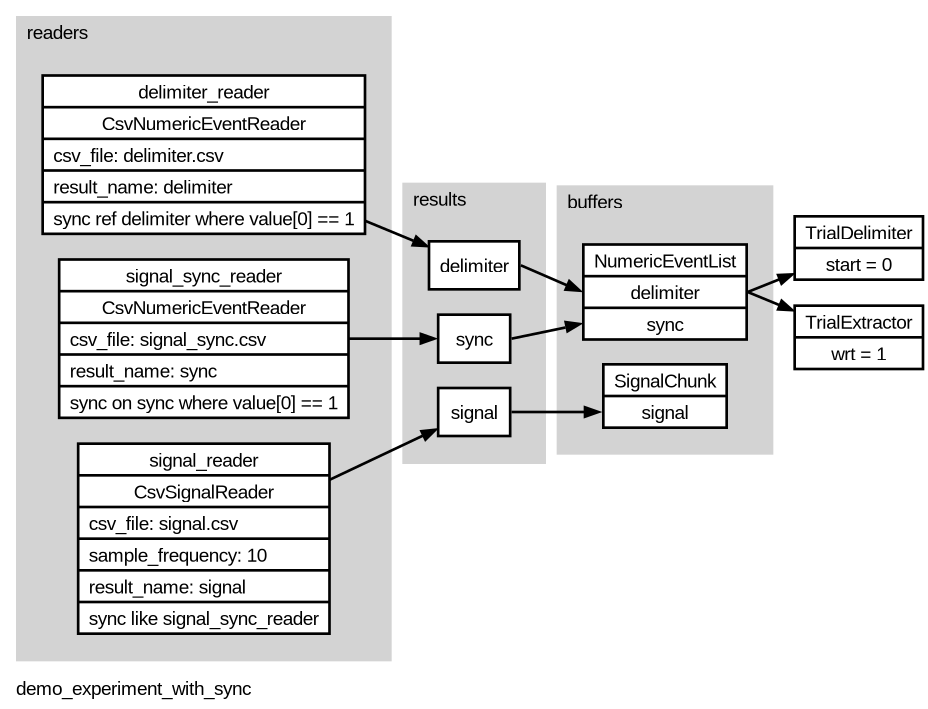 readers
delimiter_reader
CsvNumericEventReader
csv_file: delimiter.csv
result_name: delimiter
sync ref delimiter where value[0] == 1
signal_sync_reader
CsvNumericEventReader
csv_file: signal_sync.csv
result_name: sync
sync on sync where value[0] == 1
signal_reader
CsvSignalReader
csv_file: signal.csv
sample_frequency: 10
result_name: signal
sync like signal_sync_reader
results
delimiter
sync
signal
buffers
NumericEventList
delimiter
sync
SignalChunk
signal
TrialDelimiter
start = 0
TrialExtractor
wrt = 1
demo_experiment_with_sync